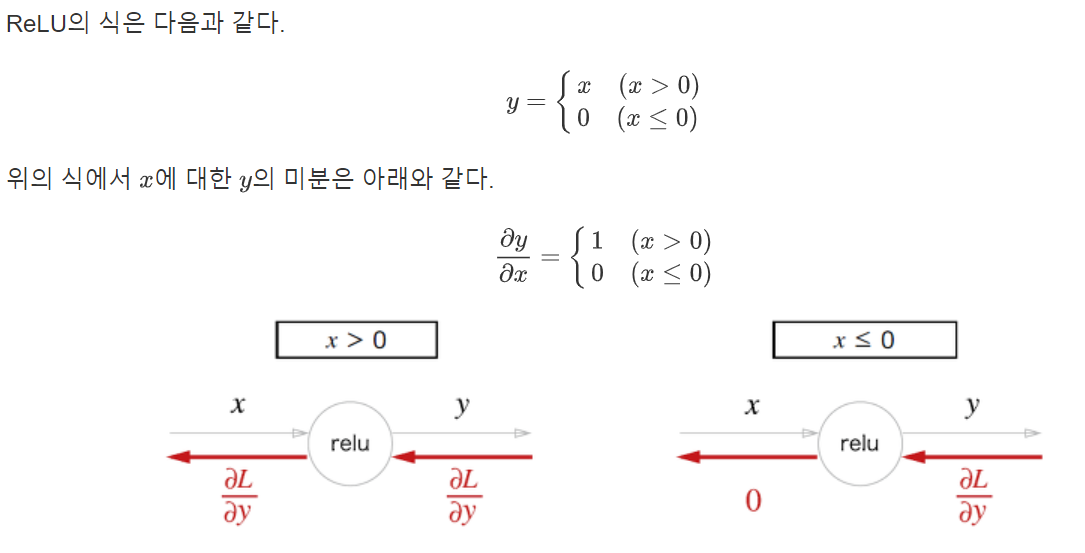 ReLU의 식은 다음과 같다.
y = { x (x > 0)
0 (x ≤ 0)
위의 식에서 x에 대한 y의 미분은 아래와 같다.
∂y/∂x = { 1 (x > 0)
0 (x ≤ 0)
x > 0
x ≤ 0
x y
relu
∂L/∂y ∂L/∂y
x y
relu
0 ∂L/∂y